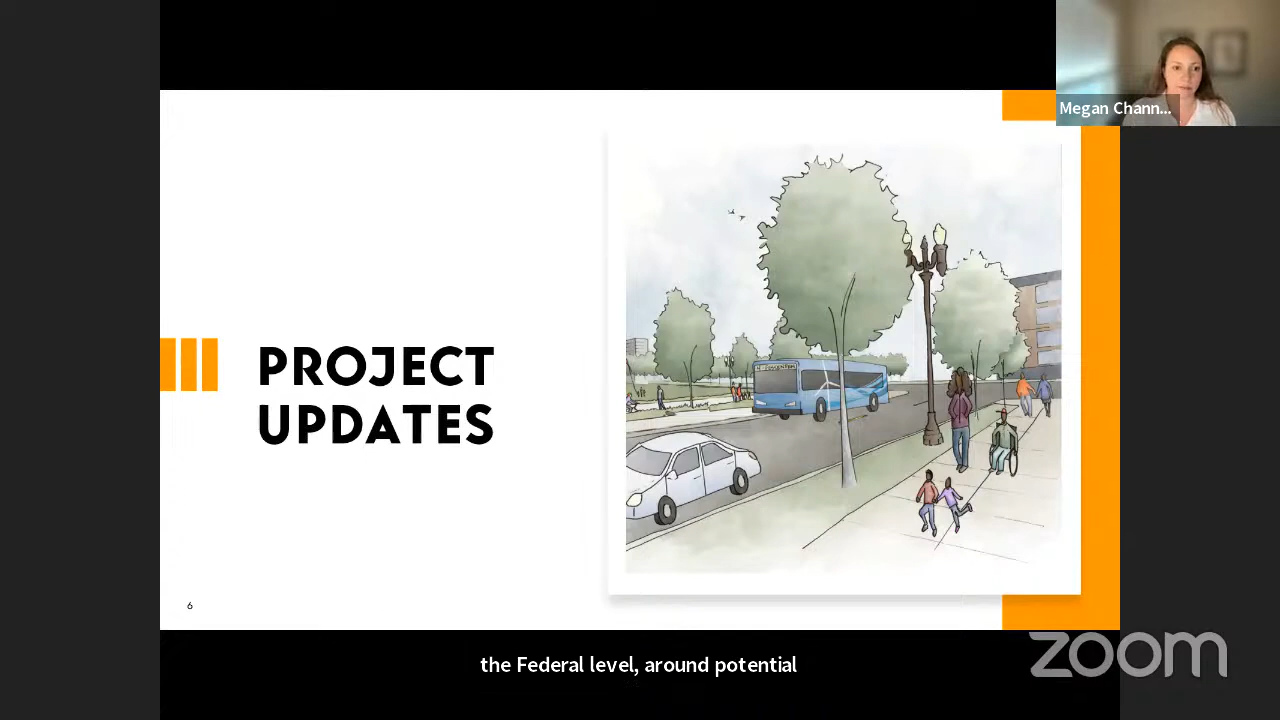 Megan Chann...
PROJECT
UPDATES
6
the Federal level, around potential
zoom